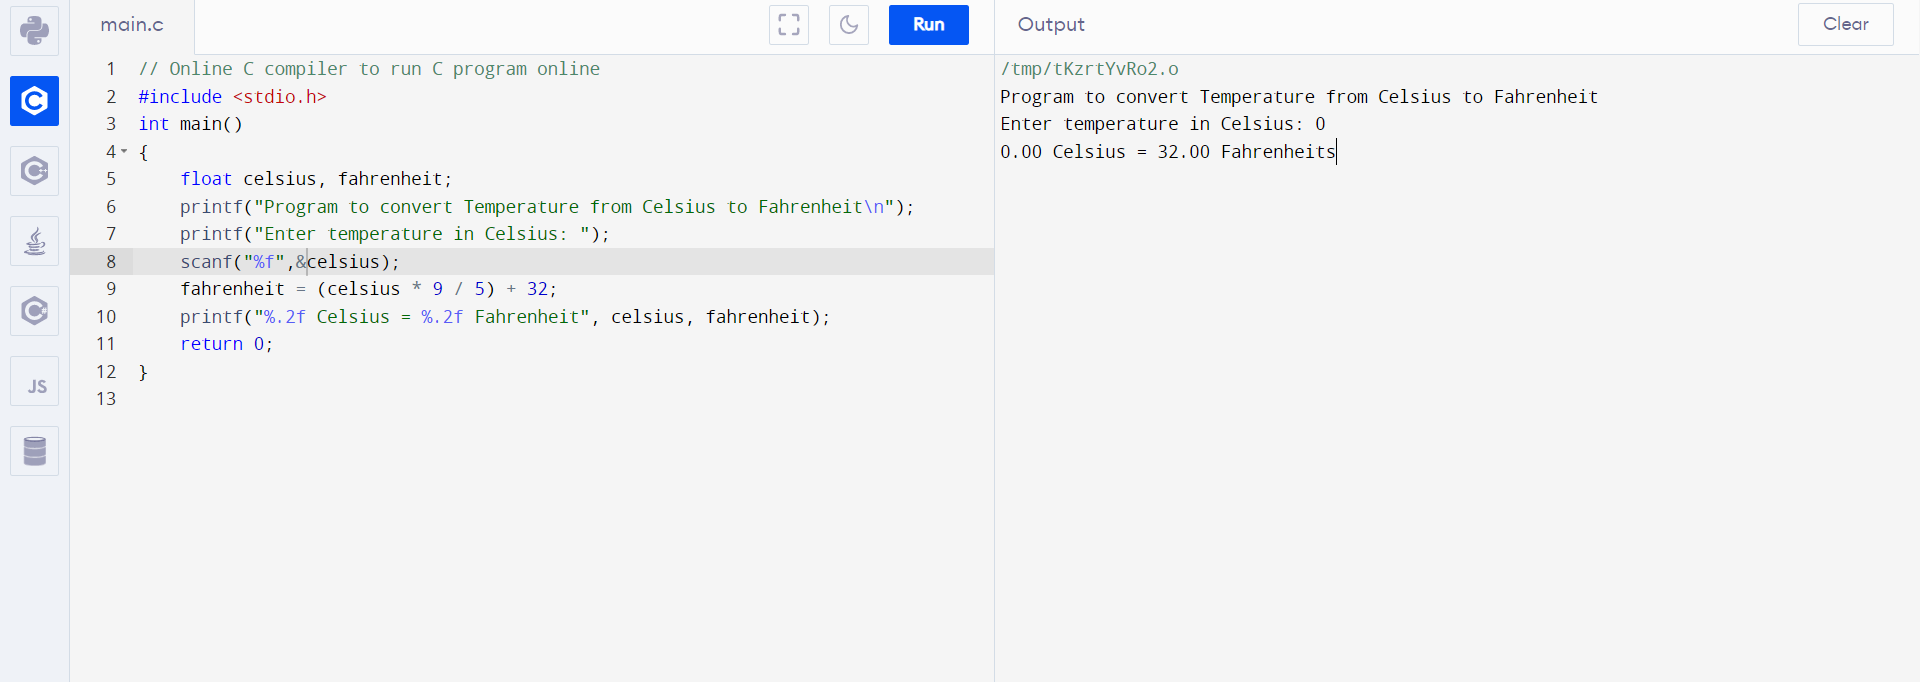 main.c
Run
Output
Clear
1 // Online C compiler to run C program online
2 #include <stdio.h>
3 int main()
4 {
5 float celsius, fahrenheit;
6 printf("Program to convert Temperature from Celsius to Fahrenheit\n");
7 printf("Enter temperature in Celsius: ");
8 scanf("%f",&celsius);
9 fahrenheit = (celsius * 9 / 5) + 32;
10 printf("%.2f Celsius = %.2f Fahrenheit", celsius, fahrenheit);
11 return 0;
12 }
13
/tmp/tKzrtYvRo2.o
Program to convert Temperature from Celsius to Fahrenheit
Enter temperature in Celsius: 0
0.00 Celsius = 32.00 Fahrenheits
C
C++
C#
JS